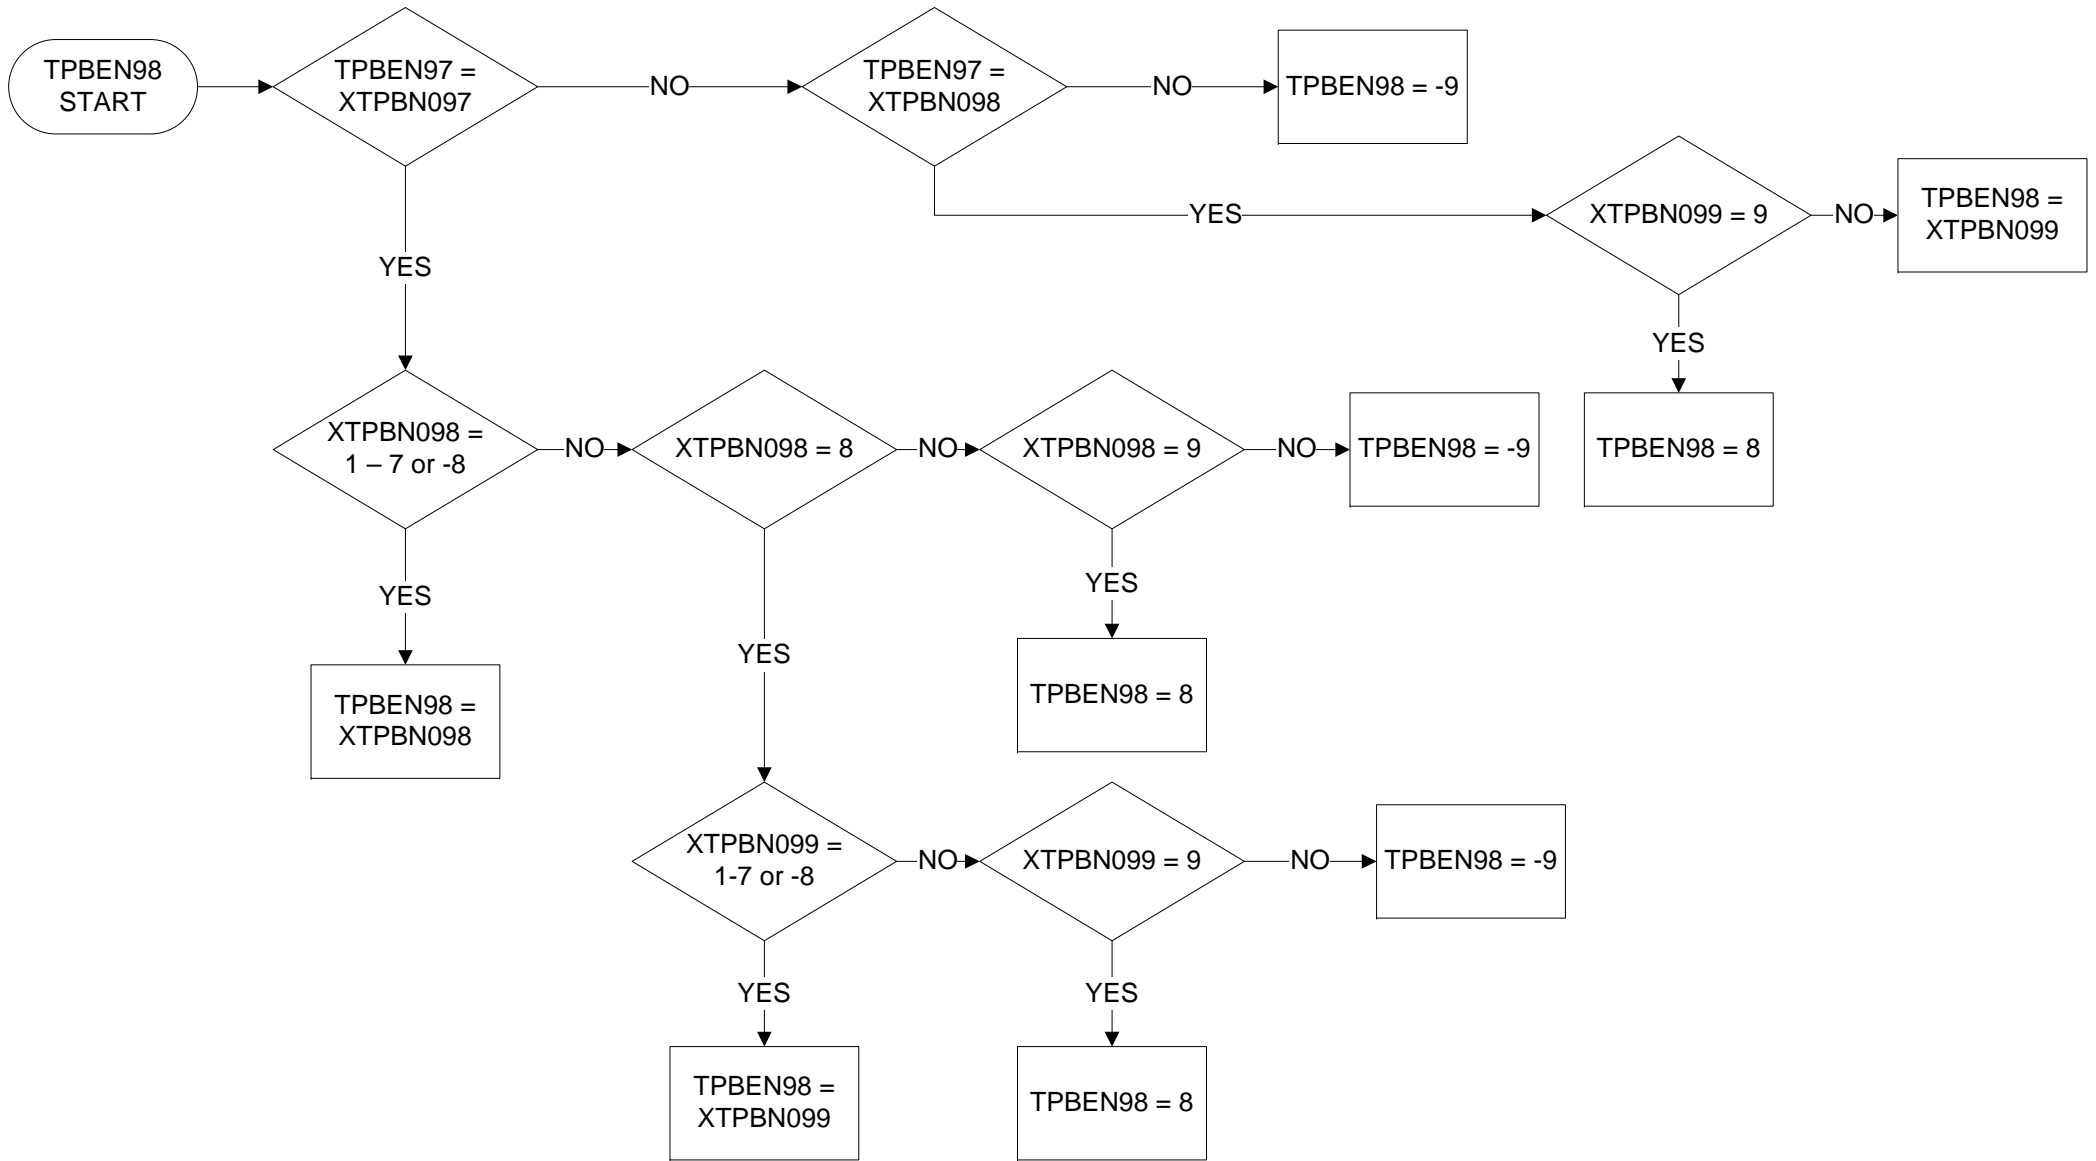 TPBEN98
START
TPBEN97 =
XTPBN097
NO
TPBEN97 =
XTPBN098
NO
TPBEN98 = -9
YES
XTPBN099 = 9
NO
TPBEN98 =
XTPBN099
YES
TPBEN98 = 8
YES
XTPBN098 =
1 – 7 or -8
NO
XTPBN098 = 8
NO
XTPBN098 = 9
NO
TPBEN98 = -9
YES
TPBEN98 =
XTPBN098
YES
TPBEN98 = 8
YES
XTPBN099 =
1-7 or -8
NO
XTPBN099 = 9
NO
TPBEN98 = -9
YES
TPBEN98 =
XTPBN099
YES
TPBEN98 = 8